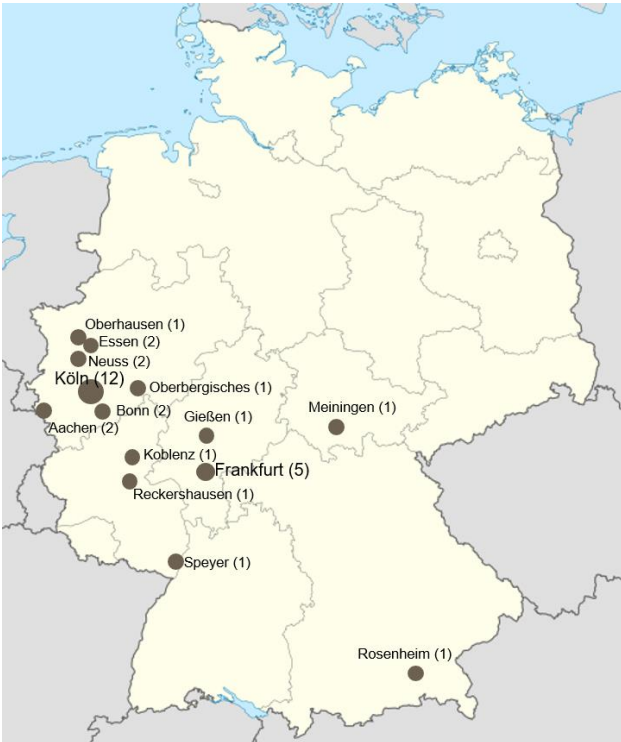 Oberhausen (1)
Essen (2)
Neuss (2)
Köln (12)
Oberbergisches (1)
Bonn (2)
Gießen (1)
Meiningen (1)
Aachen (2)
Koblenz (1)
Frankfurt (5)
Reckershausen (1)
Speyer (1)
Rosenheim (1)